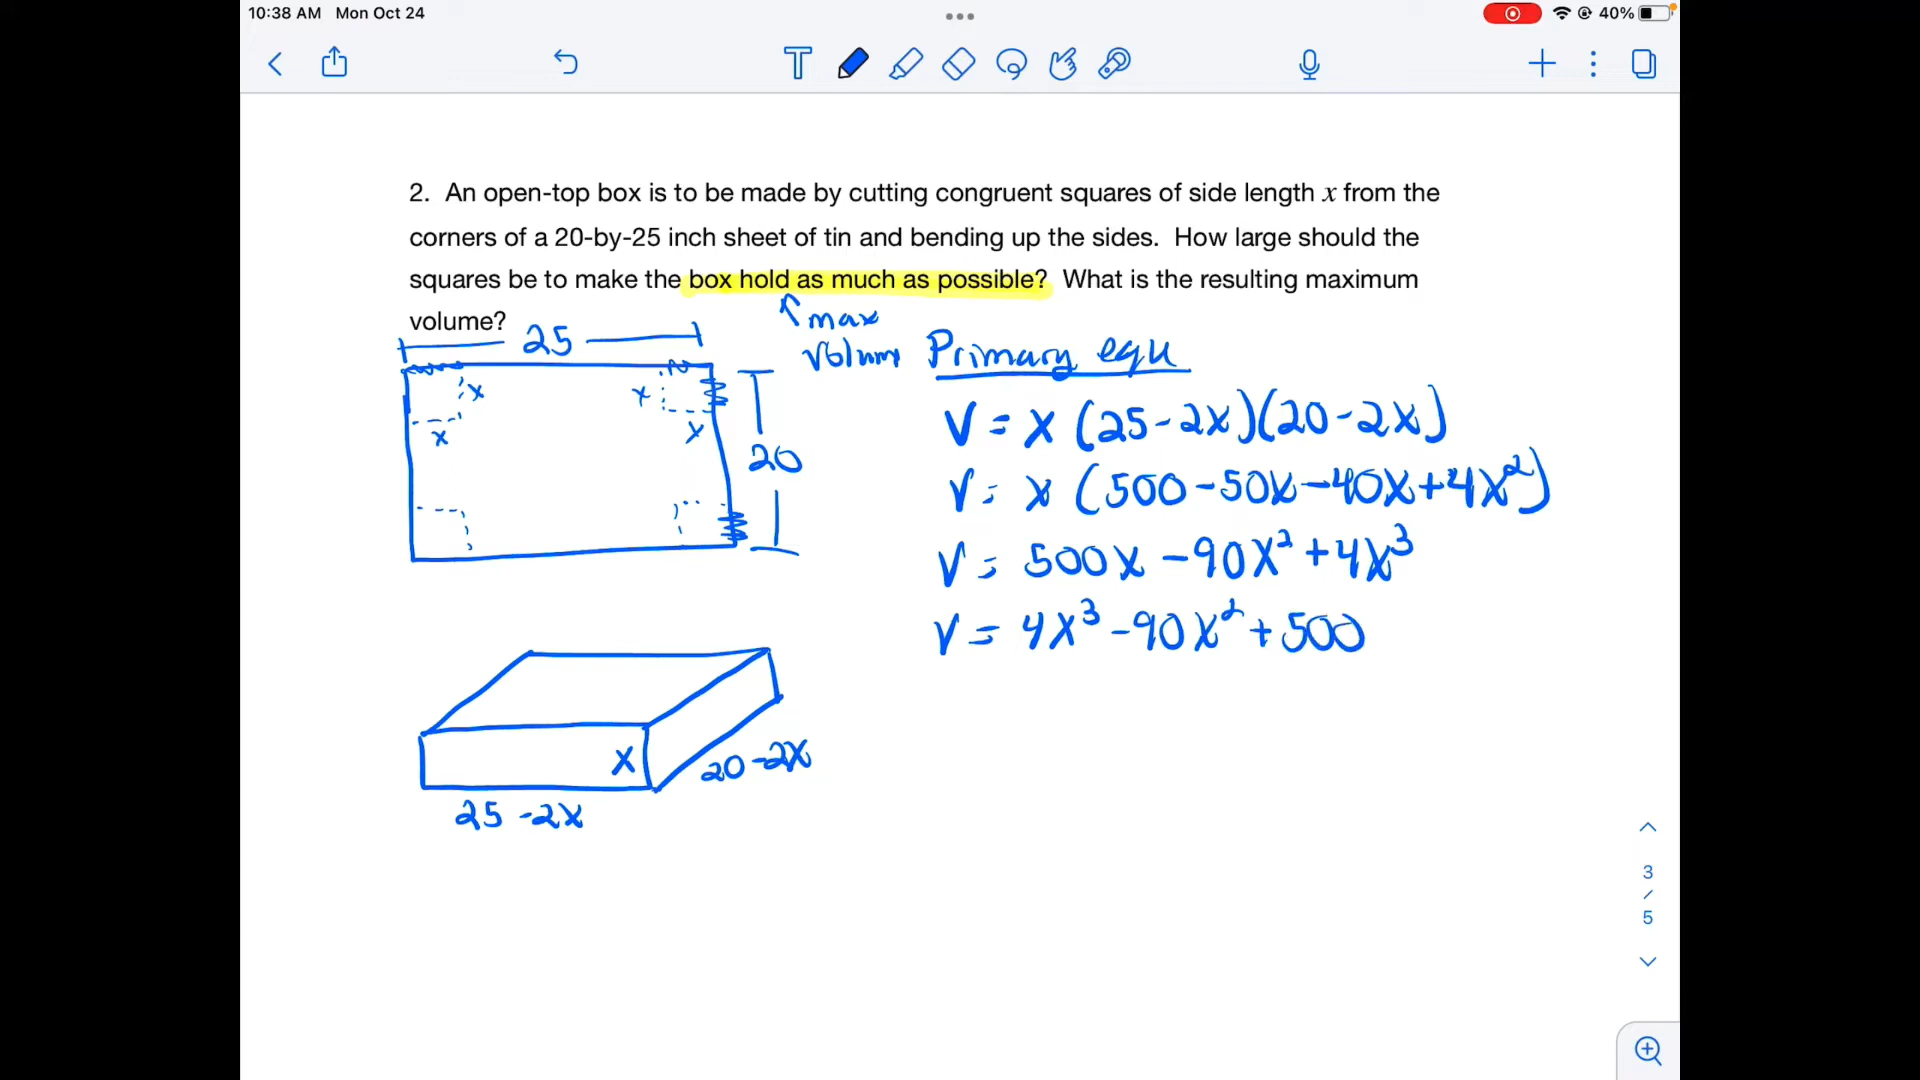 10:38 AM Mon Oct 24
40%
2. An open-top box is to be made by cutting congruent squares of side length x from the
corners of a 20-by-25 inch sheet of tin and bending up the sides. How large should the
squares be to make the box hold as much as possible? What is the resulting maximum
volume?
↑ max
volume
25
x
x
x
x
20
Primary equ
V = x (25-2x)(20-2x)
V = x (500-50x-40x+4x²)
V = 500x -90x² +4x³
V = 4x³ -90x² +500
x
20-2x
25-2x
3
/
5